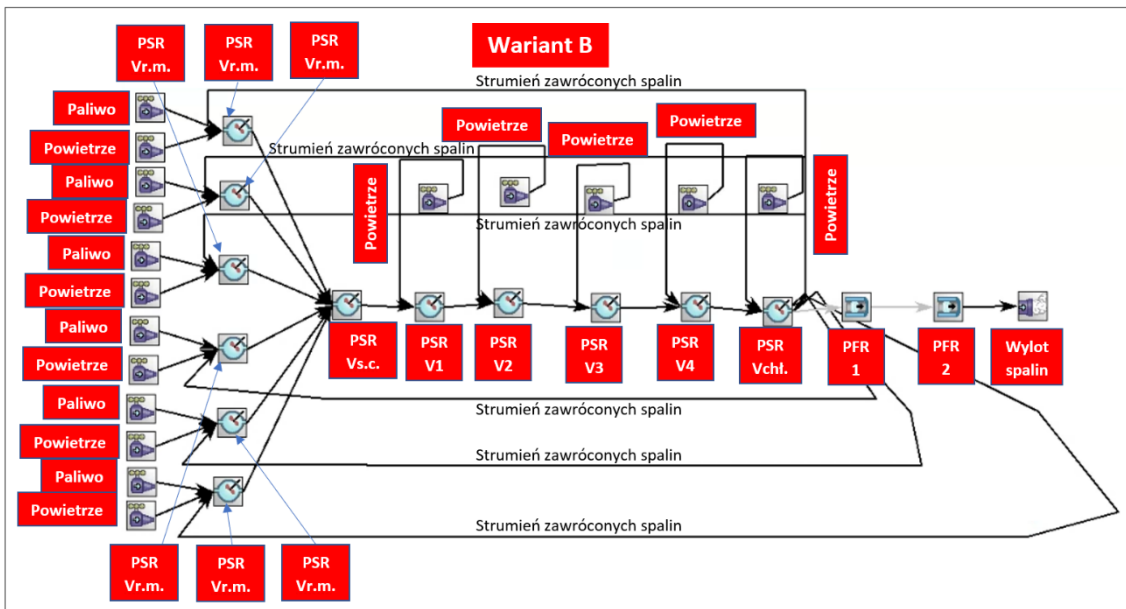 Wariant B
PSR
Vr.m.
PSR
Vr.m.
PSR
Vr.m.
Strumień zawróconych spalin
Paliwo
Powietrze
Powietrze
Powietrze
Powietrze
Strumień zawróconych spalin
Paliwo
Powietrze
Powietrze
Powietrze
Strumień zawróconych spalin
Paliwo
Powietrze
Paliwo
Powietrze
PSR
Vs.c.
PSR
V1
PSR
V2
PSR
V3
PSR
V4
PSR
Vchł.
PFR
1
PFR
2
Wylot
spalin
Paliwo
Strumień zawróconych spalin
Powietrze
Strumień zawróconych spalin
Paliwo
Powietrze
Strumień zawróconych spalin
PSR
Vr.m.
PSR
Vr.m.
PSR
Vr.m.